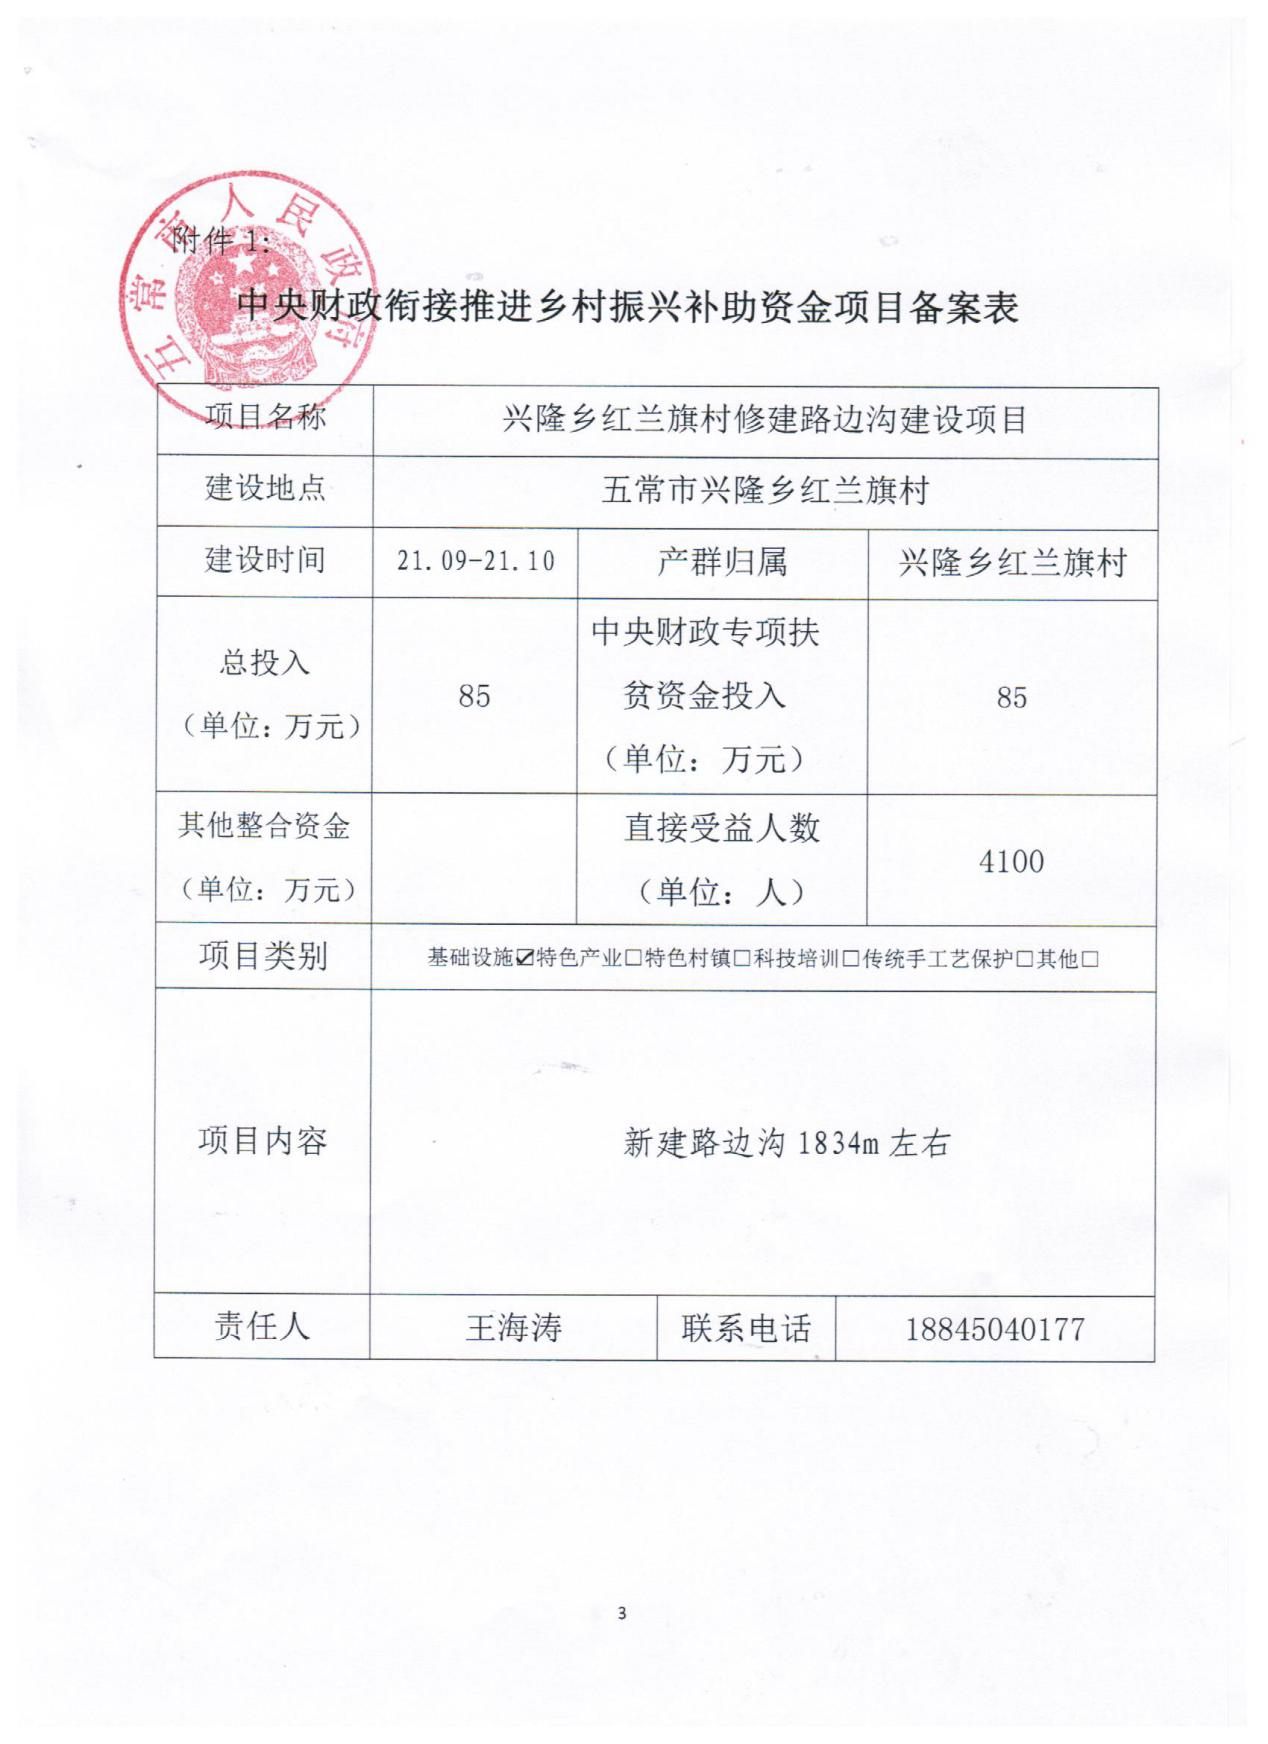 五常市人民政府
附件1:
中央财政衔接推进乡村振兴补助资金项目备案表
项目名称 兴隆乡红兰旗村修建路边沟建设项目
建设地点 五常市兴隆乡红兰旗村
建设时间 21.09-21.10 产群归属 兴隆乡红兰旗村
总投入
（单位：万元）
85
中央财政专项扶
贫资金投入
（单位：万元）
85
其他整合资金
（单位：万元）
直接受益人数
（单位：人）
4100
项目类别 基础设施☑特色产业□特色村镇□科技培训□传统手工艺保护□其他□
项目内容 新建路边沟1834m左右
责任人 王海涛 联系电话 18845040177
3